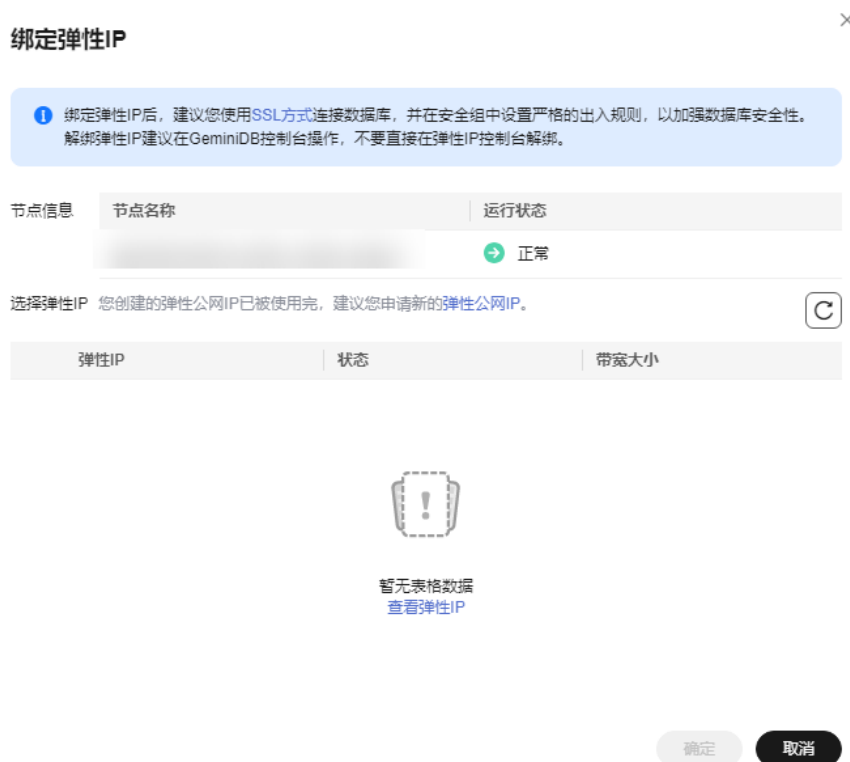 绑定弹性IP
绑定弹性IP后，建议您使用SSL方式连接数据库，并在安全组中设置严格的出入规则，以加强数据库安全性。
解绑弹性IP建议在GeminiDB控制台操作，不要直接在弹性IP控制台解绑。
节点信息 节点名称 运行状态
正常
选择弹性IP 您创建的弹性公网IP已被使用完，建议您申请新的弹性公网IP。
弹性IP 状态 带宽大小
暂无表格数据
查看弹性IP
确定 取消